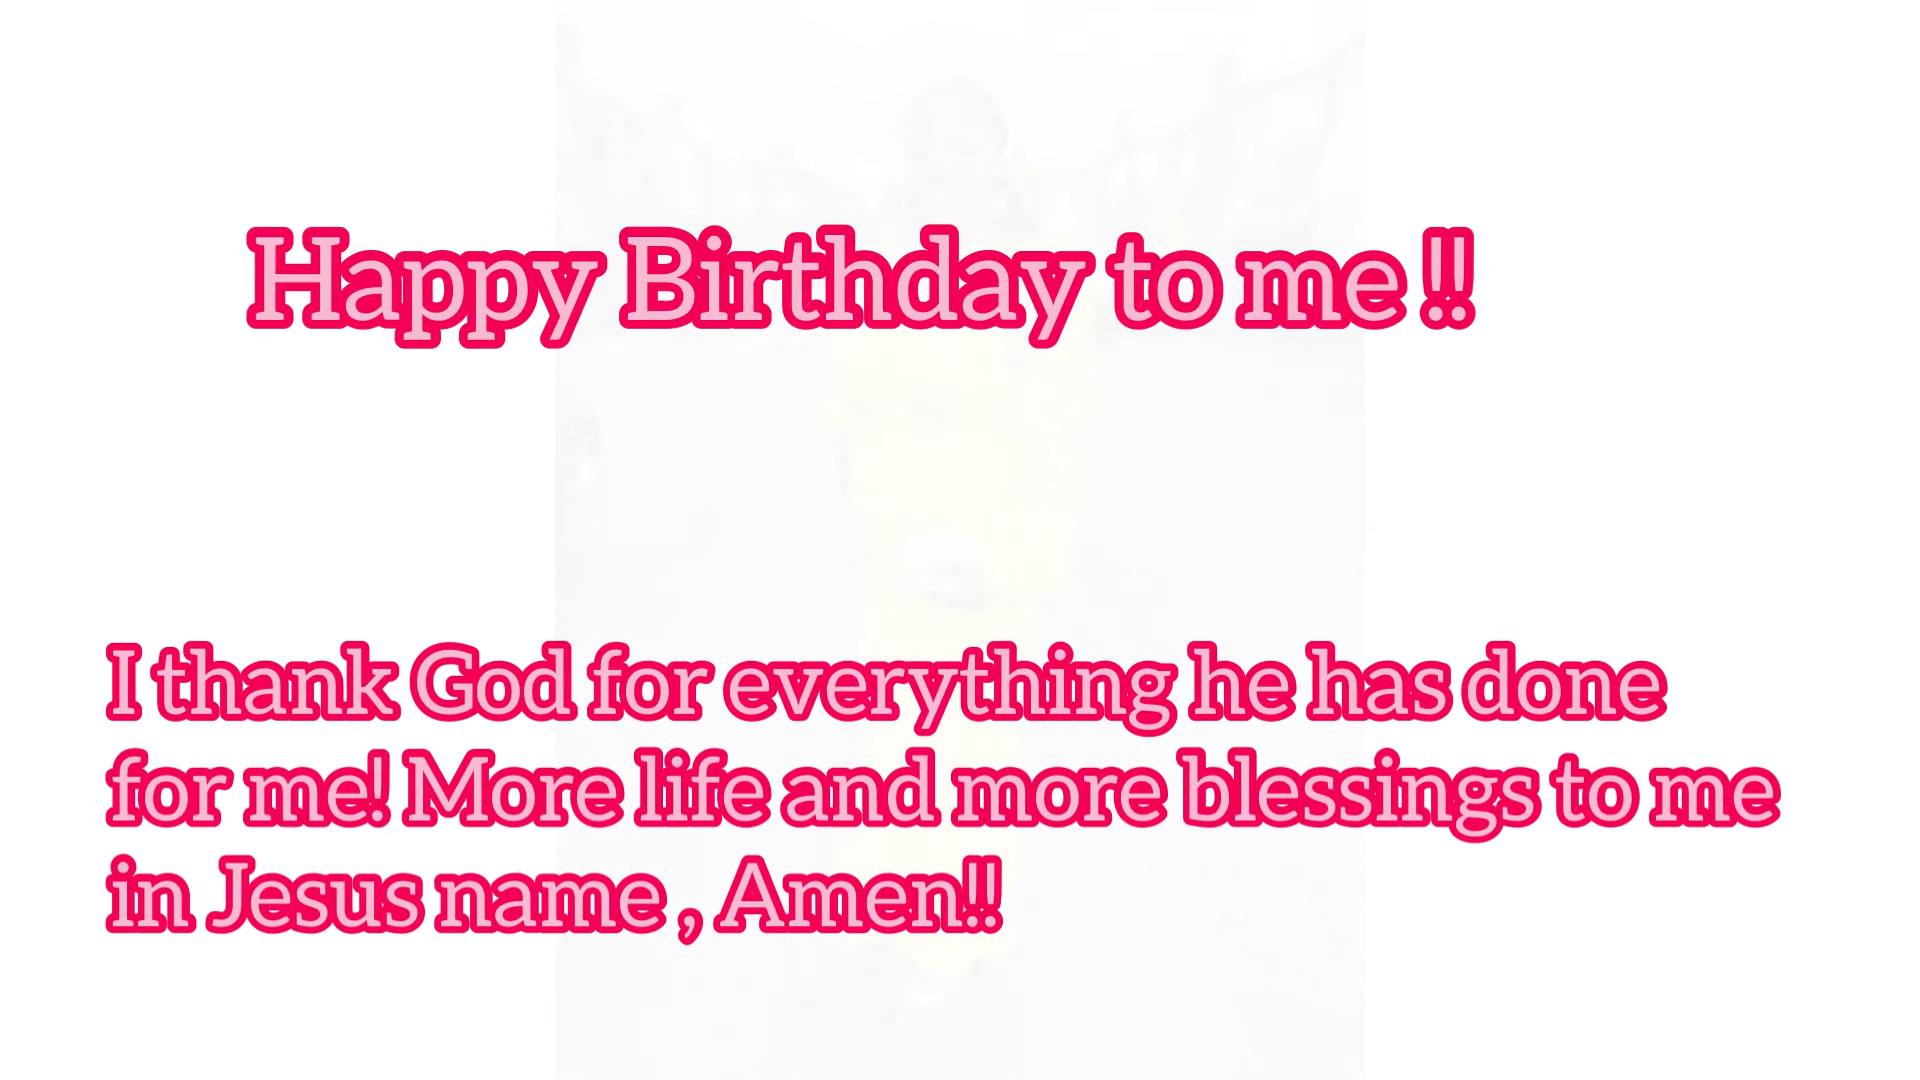 Happy Birthday to me !!
I thank God for everything he has done
for me! More life and more blessings to me
in Jesus name , Amen!!